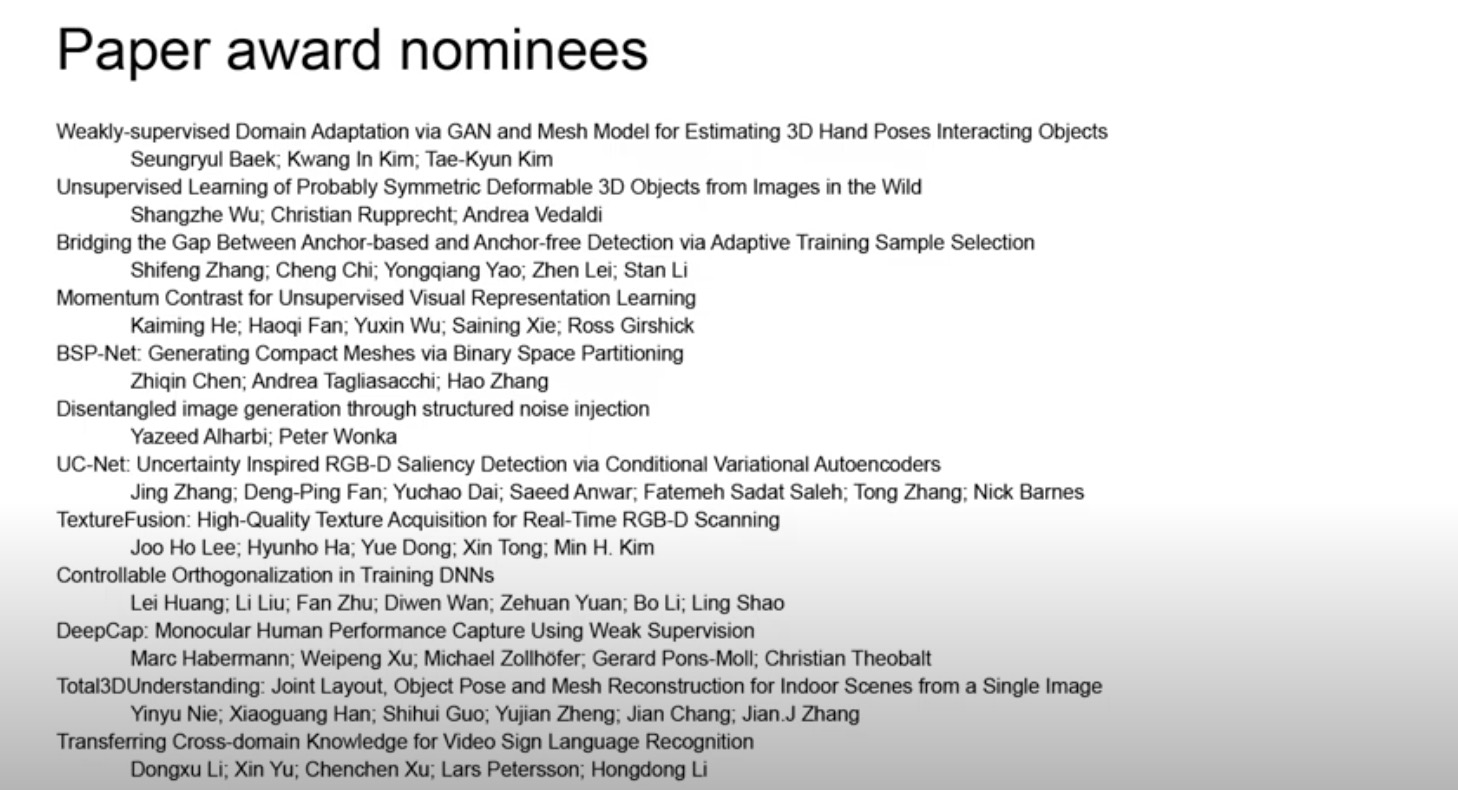 Paper award nominees
Weakly-supervised Domain Adaptation via GAN and Mesh Model for Estimating 3D Hand Poses Interacting Objects
Seungryul Baek; Kwang In Kim; Tae-Kyun Kim
Unsupervised Learning of Probably Symmetric Deformable 3D Objects from Images in the Wild
Shangzhe Wu; Christian Rupprecht; Andrea Vedaldi
Bridging the Gap Between Anchor-based and Anchor-free Detection via Adaptive Training Sample Selection
Shifeng Zhang; Cheng Chi; Yongqiang Yao; Zhen Lei; Stan Li
Momentum Contrast for Unsupervised Visual Representation Learning
Kaiming He; Haoqi Fan; Yuxin Wu; Saining Xie; Ross Girshick
BSP-Net: Generating Compact Meshes via Binary Space Partitioning
Zhiqin Chen; Andrea Tagliasacchi; Hao Zhang
Disentangled image generation through structured noise injection
Yazeed Alharbi; Peter Wonka
UC-Net: Uncertainty Inspired RGB-D Saliency Detection via Conditional Variational Autoencoders
Jing Zhang; Deng-Ping Fan; Yuchao Dai; Saeed Anwar; Fatemeh Sadat Saleh; Tong Zhang; Nick Barnes
TextureFusion: High-Quality Texture Acquisition for Real-Time RGB-D Scanning
Joo Ho Lee; Hyunho Ha; Yue Dong; Xin Tong; Min H. Kim
Controllable Orthogonalization in Training DNNs
Lei Huang; Li Liu; Fan Zhu; Diwen Wan; Zehuan Yuan; Bo Li; Ling Shao
DeepCap: Monocular Human Performance Capture Using Weak Supervision
Marc Habermann; Weipeng Xu; Michael Zollhöfer; Gerard Pons-Moll; Christian Theobalt
Total3DUnderstanding: Joint Layout, Object Pose and Mesh Reconstruction for Indoor Scenes from a Single Image
Yinyu Nie; Xiaoguang Han; Shihui Guo; Yujian Zheng; Jian Chang; Jian.J Zhang
Transferring Cross-domain Knowledge for Video Sign Language Recognition
Dongxu Li; Xin Yu; Chenchen Xu; Lars Petersson; Hongdong Li